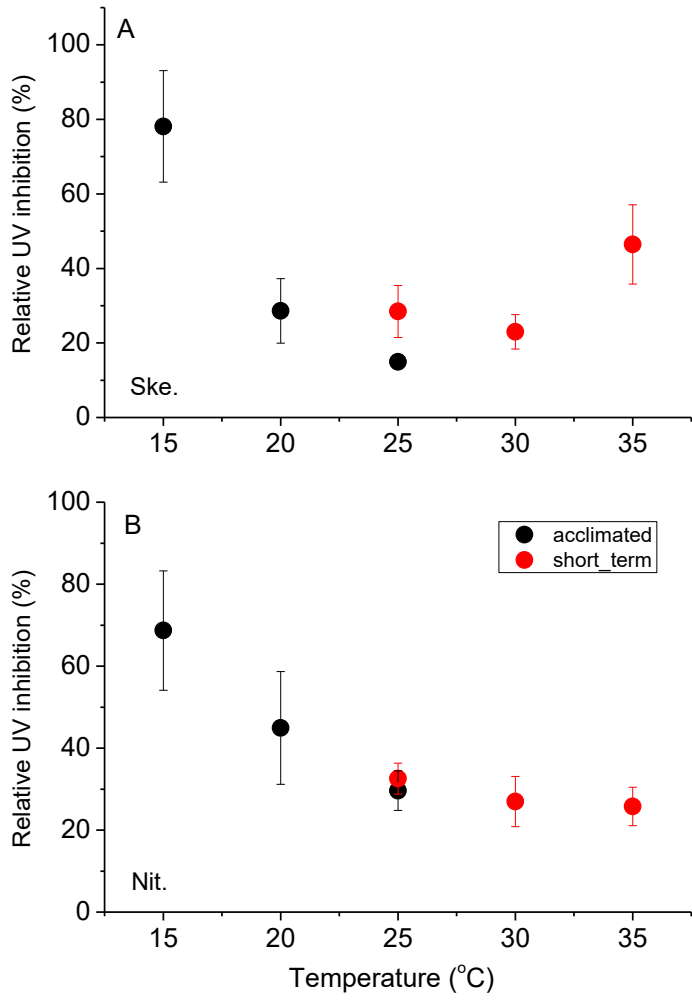 A
Relative UV inhibition (%)
100
80
60
40
20
0
Ske.
15 20 25 30 35
B
Relative UV inhibition (%)
100
80
60
40
20
0
acclimated
short_term
Nit.
15 20 25 30 35
Temperature (°C)